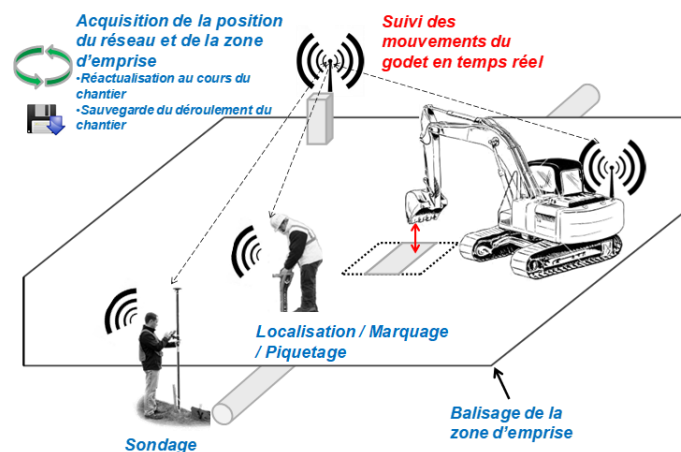 Acquisition de la position
du réseau et de la zone
d'emprise
•Réactualisation au cours du
chantier
•Sauvegarde du déroulement du
chantier
Suivi des
mouvements du
godet en temps réel
Localisation / Marquage
/ Piquetage
Balisage de la
zone d'emprise
Sondage